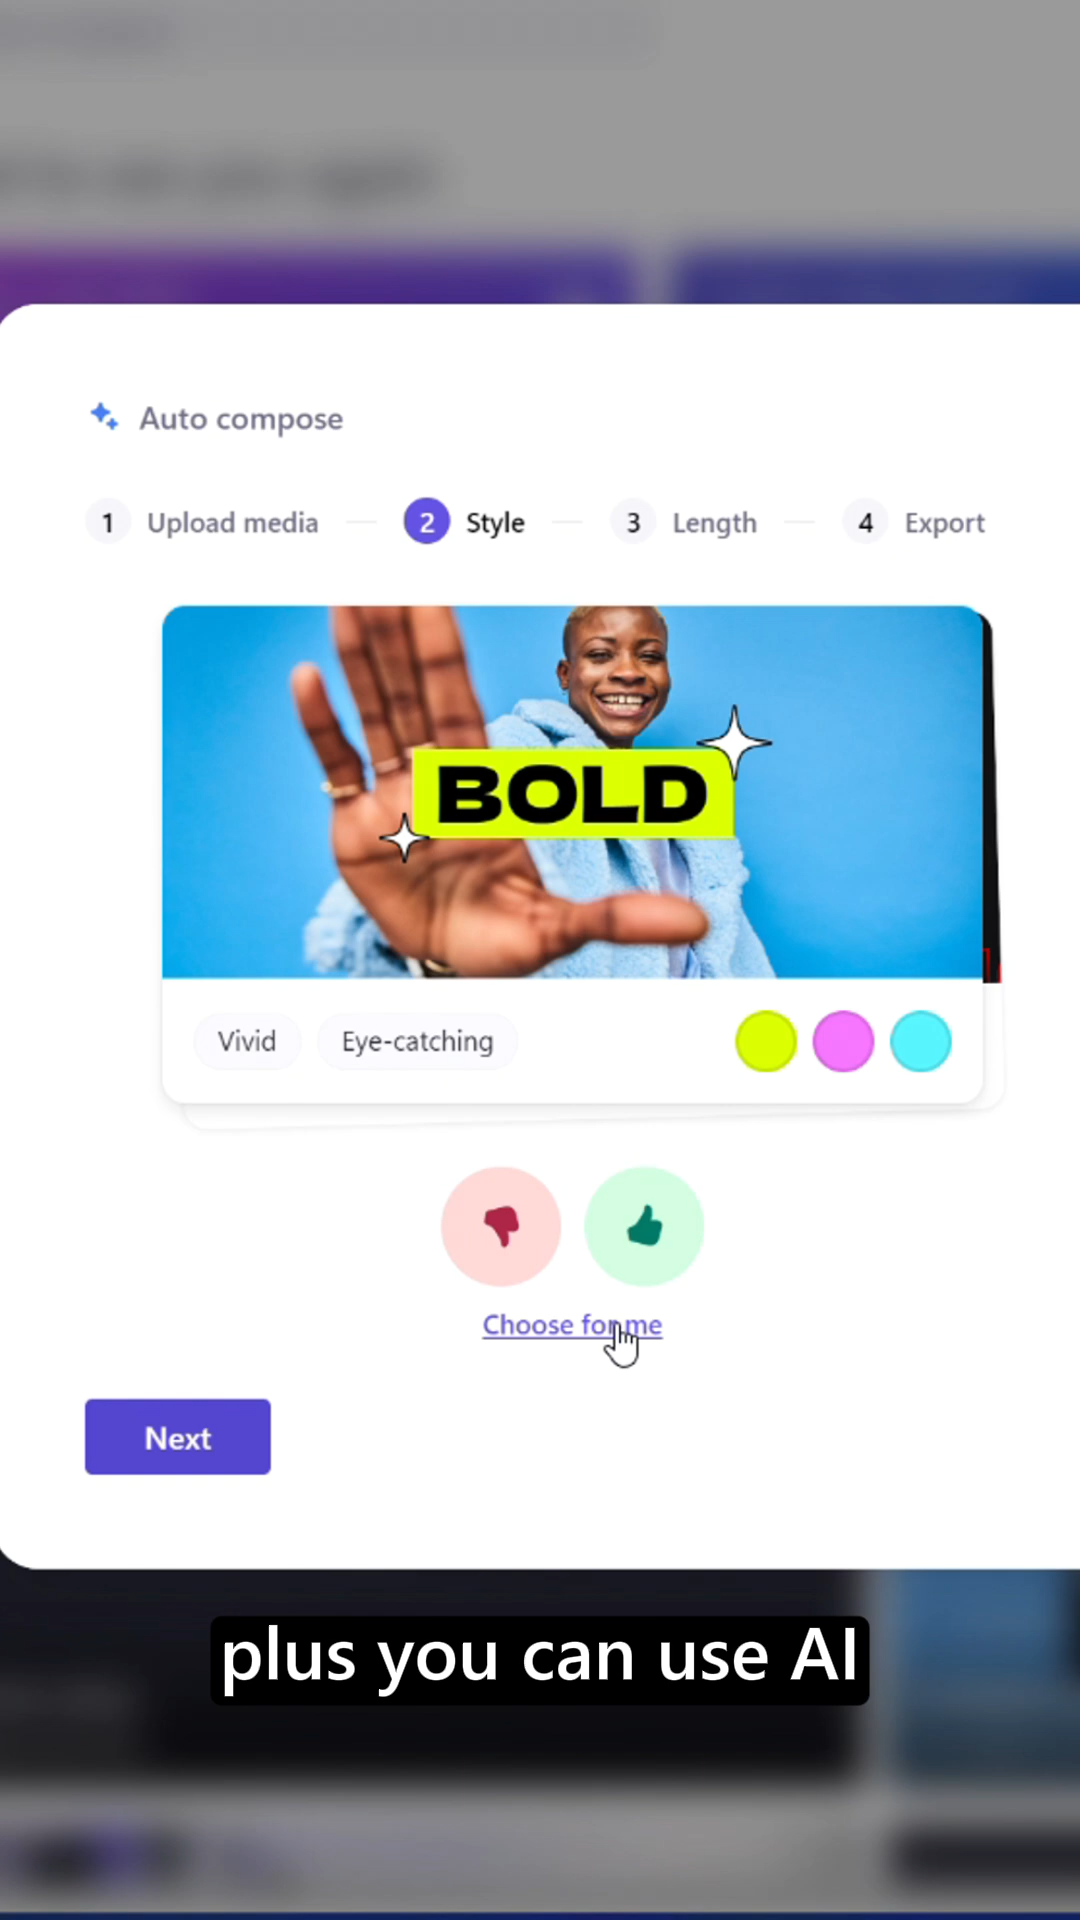 Auto compose
1 Upload media 2 Style 3 Length 4 Export
BOLD
Vivid Eye-catching
Choose for me
Next
plus you can use AI